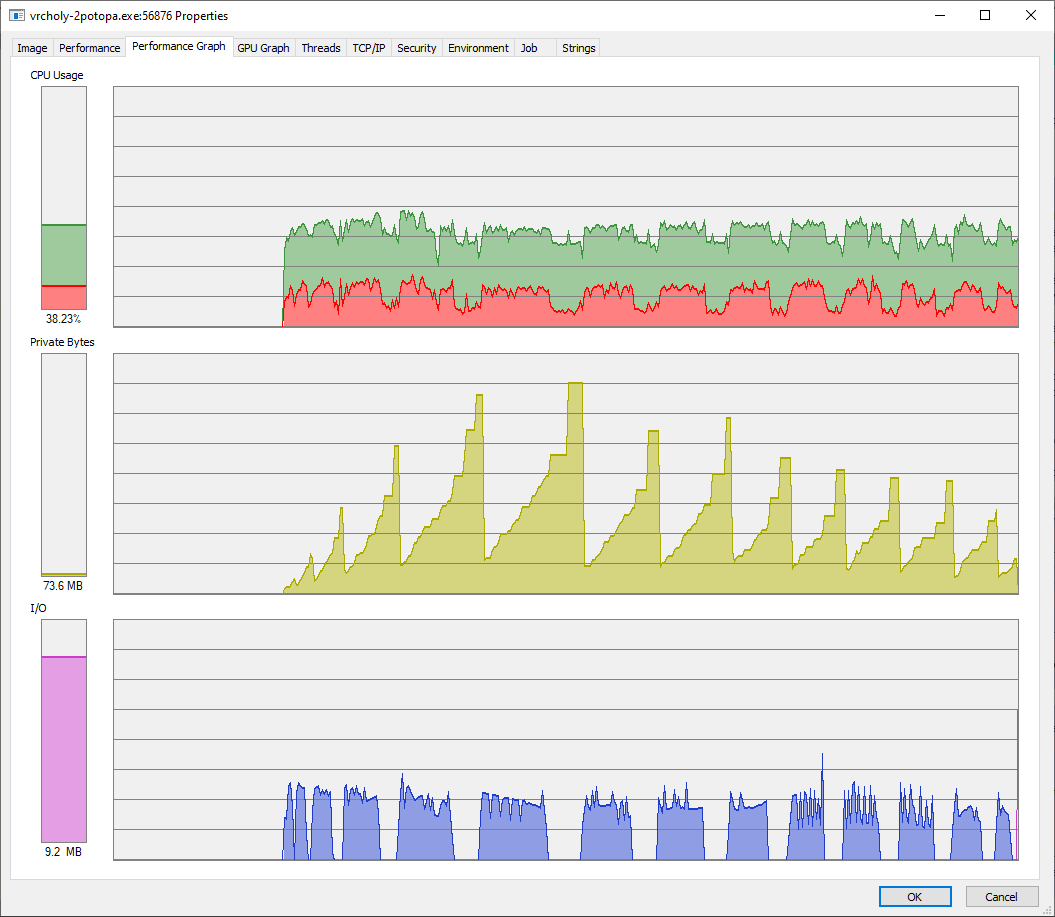 vrcholy-2potopa.exe:56876 Properties
Image Performance Performance Graph GPU Graph Threads TCP/IP Security Environment Job Strings
CPU Usage
38.23%
Private Bytes
73.6 MB
I/O
9.2 MB
OK Cancel